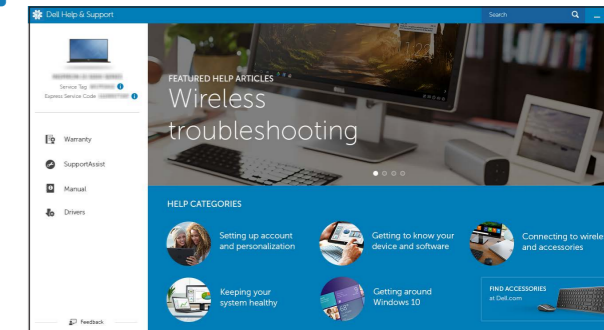 Dell Help & Support
Search
Service Tag
Express Service Code
Warranty
SupportAssist
Manual
Drivers
Feedback
FEATURED HELP ARTICLES
Wireless
troubleshooting
HELP CATEGORIES
Setting up account
and personalization
Getting to know your
device and software
Connecting to wirele
and accessories
Keeping your
system healthy
Getting around
Windows 10
FIND ACCESSORIES
at Dell.com